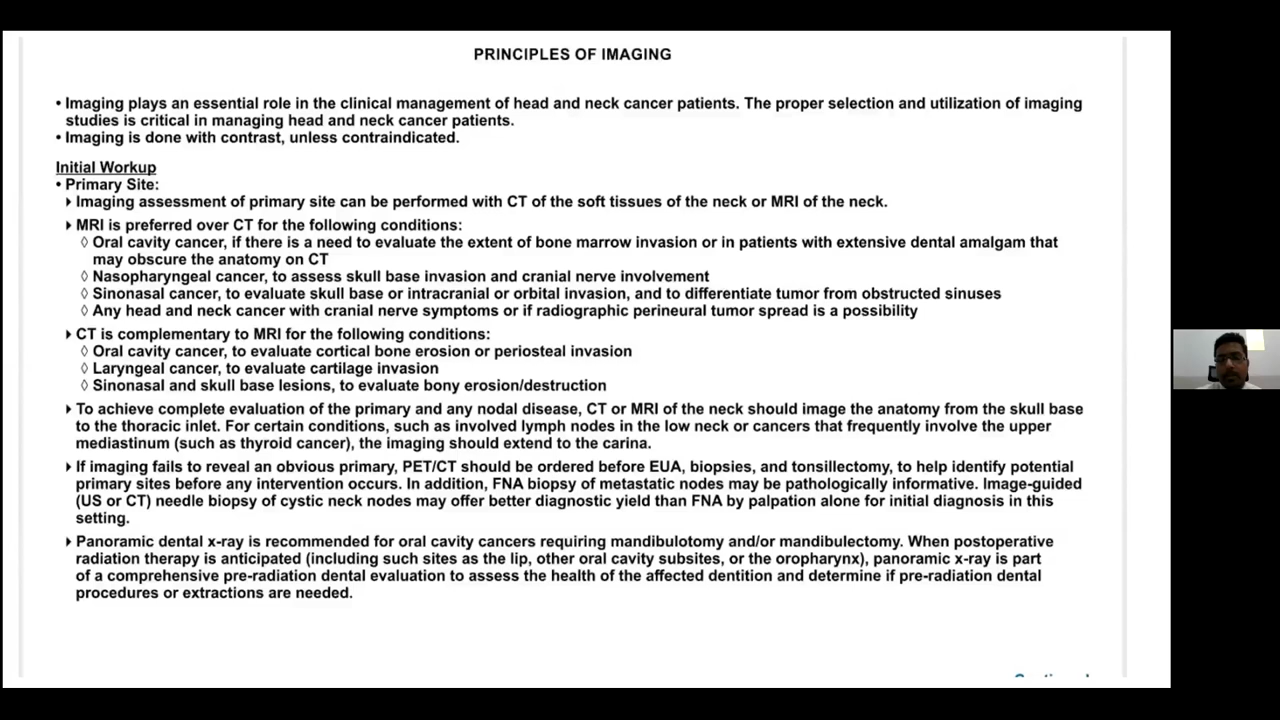 PRINCIPLES OF IMAGING
• Imaging plays an essential role in the clinical management of head and neck cancer patients. The proper selection and utilization of imaging
studies is critical in managing head and neck cancer patients.
• Imaging is done with contrast, unless contraindicated.
Initial Workup
• Primary Site:
Imaging assessment of primary site can be performed with CT of the soft tissues of the neck or MRI of the neck.
MRI is preferred over CT for the following conditions:
◊ Oral cavity cancer, if there is a need to evaluate the extent of bone marrow invasion or in patients with extensive dental amalgam that
may obscure the anatomy on CT
◊ Nasopharyngeal cancer, to assess skull base invasion and cranial nerve involvement
◊ Sinonasal cancer, to evaluate skull base or intracranial or orbital invasion, and to differentiate tumor from obstructed sinuses
◊ Any head and neck cancer with cranial nerve symptoms or if radiographic perineural tumor spread is a possibility
CT is complementary to MRI for the following conditions:
◊ Oral cavity cancer, to evaluate cortical bone erosion or periosteal invasion
◊ Laryngeal cancer, to evaluate cartilage invasion
◊ Sinonasal and skull base lesions, to evaluate bony erosion/destruction
To achieve complete evaluation of the primary and any nodal disease, CT or MRI of the neck should image the anatomy from the skull base
to the thoracic inlet. For certain conditions, such as involved lymph nodes in the low neck or cancers that frequently involve the upper
mediastinum (such as thyroid cancer), the imaging should extend to the carina.
If imaging fails to reveal an obvious primary, PET/CT should be ordered before EUA, biopsies, and tonsillectomy, to help identify potential
primary sites before any intervention occurs. In addition, FNA biopsy of metastatic nodes may be pathologically informative. Image-guided
(US or CT) needle biopsy of cystic neck nodes may offer better diagnostic yield than FNA by palpation alone for initial diagnosis in this
setting.
Panoramic dental x-ray is recommended for oral cavity cancers requiring mandibulotomy and/or mandibulectomy. When postoperative
radiation therapy is anticipated (including such sites as the lip, other oral cavity subsites, or the oropharynx), panoramic x-ray is part
of a comprehensive pre-radiation dental evaluation to assess the health of the affected dentition and determine if pre-radiation dental
procedures or extractions are needed.